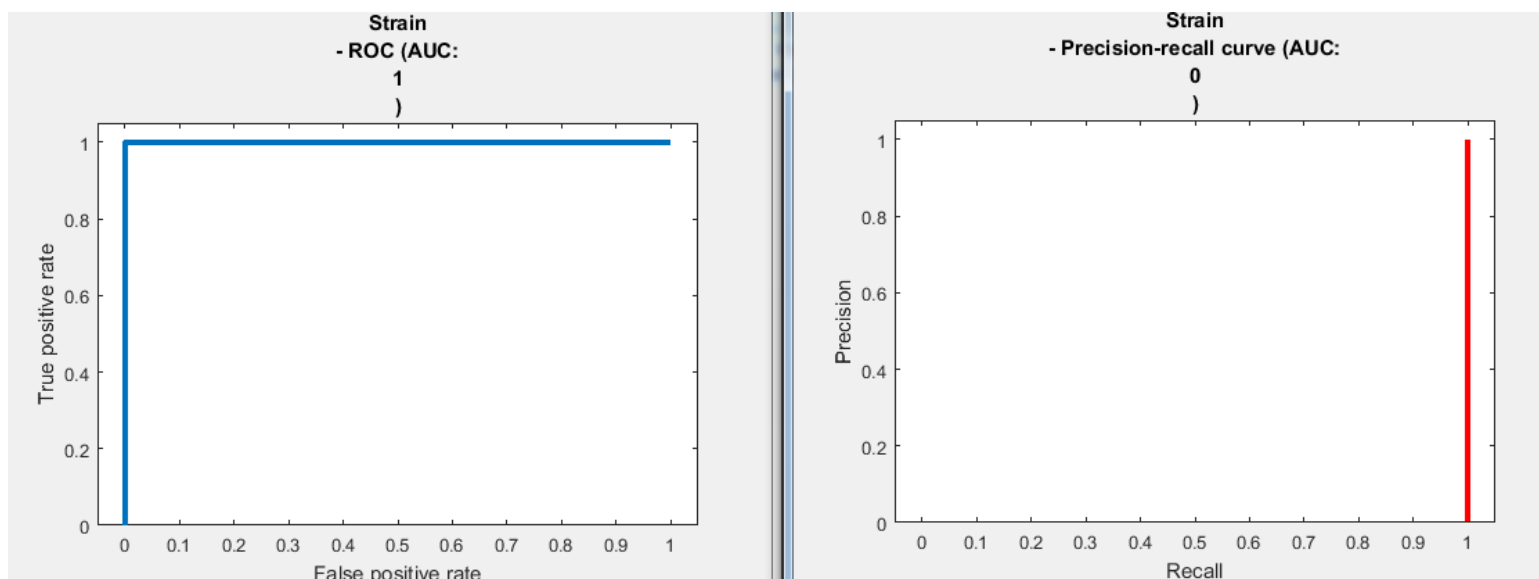 Strain
- ROC (AUC:
1
)
True positive rate
1
0.8
0.6
0.4
0.2
0
0 0.1 0.2 0.3 0.4 0.5 0.6 0.7 0.8 0.9 1
False positive rate
Strain
- Precision-recall curve (AUC:
0
)
Precision
1
0.8
0.6
0.4
0.2
0
0 0.1 0.2 0.3 0.4 0.5 0.6 0.7 0.8 0.9 1
Recall